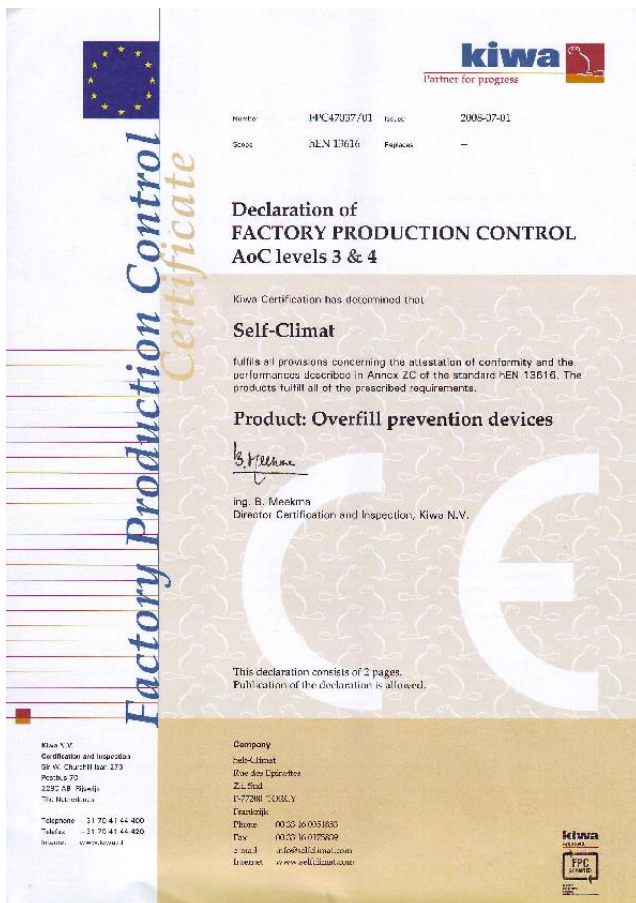 kiwa
Partner for progress
Number FPC47037/01 Issued 2008-07-01
Scope hEN 13616 Replaces –
Factory Production Control
Certificate
Declaration of
FACTORY PRODUCTION CONTROL
AoC levels 3 & 4
Kiwa Certification has determined that
Self-Climat
fulfils all provisions concerning the attestation of conformity and the
performances described in Annex ZC of the standard hEN 13616. The
products fulfill all of the prescribed requirements.
Product: Overfill prevention devices
B. Meekma
ing. B. Meekma
Director Certification and Inspection, Kiwa N.V.
CE
This declaration consists of 2 pages.
Publication of the declaration is allowed.
Kiwa N.V.
Certification and Inspection
Sir W. Churchill laan 273
Postbus 70
2280 AB Rijswijk
The Netherlands
Telephone 31 70 41 44 400
Telefax 31 70 41 44 420
Internet www.kiwa.nl
Company
Self-Climat
Rue des Epinettes
Z.I. Sud
F-77200 TORCY
Frankrijk
Phone
Fax
e-mail info@selfclimat.com
Internet www.selfclimat.com
kiwa
FPC